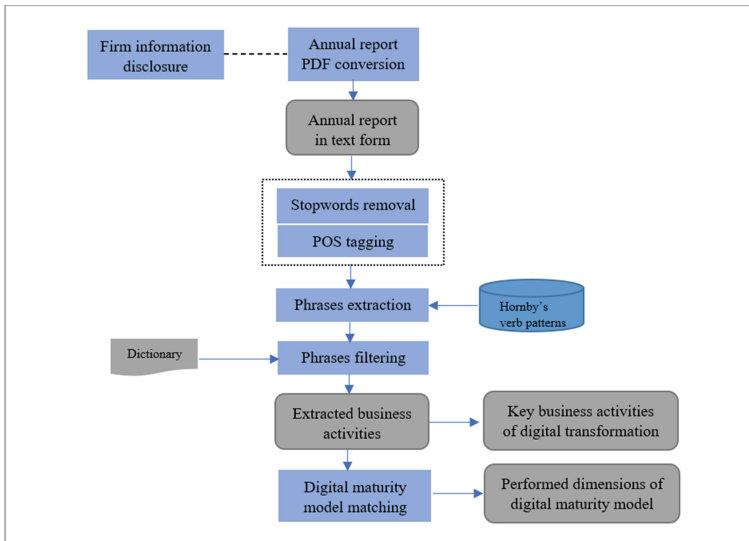 Firm information
disclosure
Annual report
PDF conversion
Annual report
in text form
Stopwords removal
POS tagging
Phrases extraction
Hornby's
verb patterns
Dictionary
Phrases filtering
Extracted business
activities
Key business activities
of digital transformation
Digital maturity
model matching
Performed dimensions of
digital maturity model